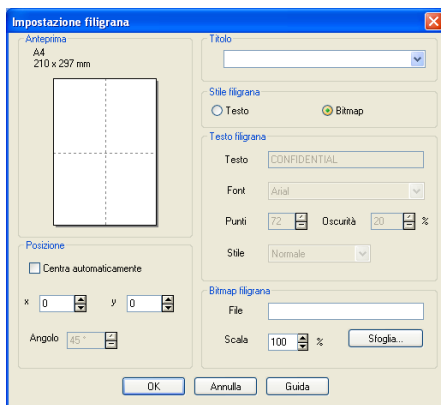 Impostazione filigrana
Anteprima
A4
210 x 297 mm
Titolo
Stile filigrana
Testo
Bitmap
Testo filigrana
Testo CONFIDENTIAL
Font Arial
Punti 72 Oscurità 20 %
Stile Normale
Posizione
Centra automaticamente
x 0 y 0
Angolo 45 °
Bitmap filigrana
File
Scala 100 % Sfoglia...
OK Annulla Guida